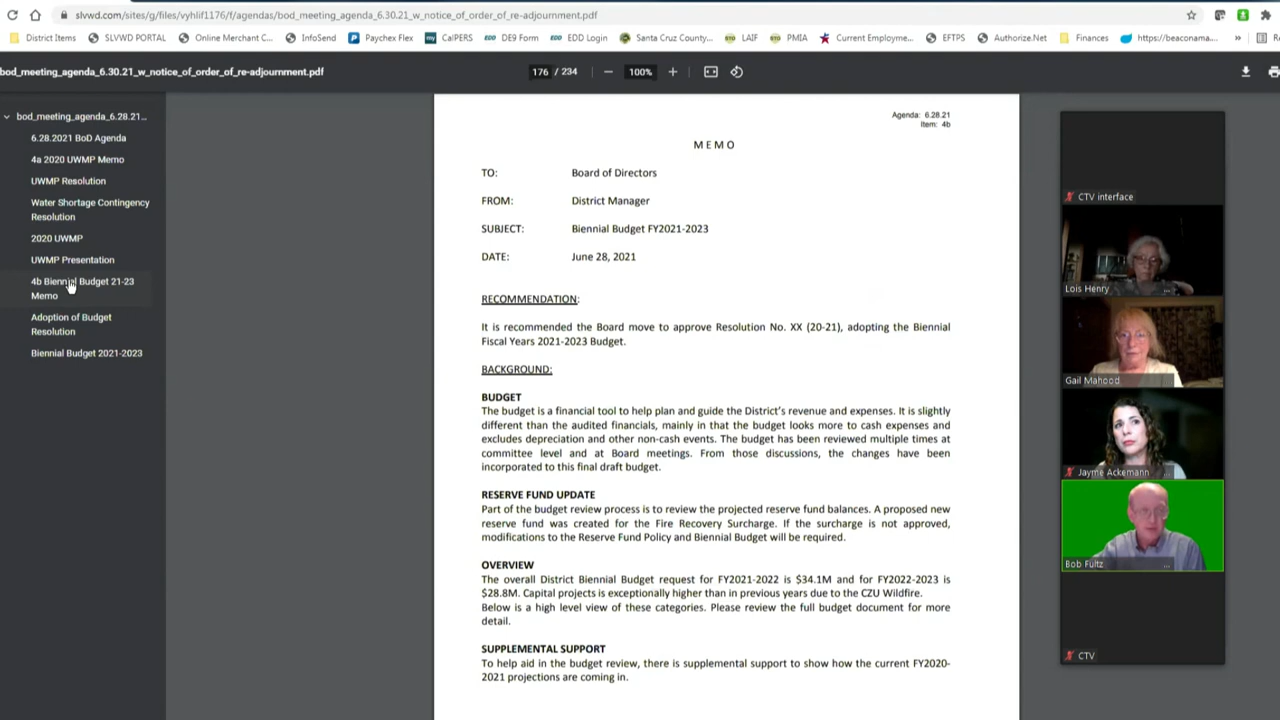 slvwd.com/sites/g/files/vyhlif1176/f/agendas/bod_meeting_agenda_6.30.21_w_notice_of_order_of_re-adjournment.pdf
District Items SLVWD PORTAL Online Merchant C... InfoSend Paychex Flex CalPERS DE9 Form EDD Login Santa Cruz County... LAIF PMIA Current Employme... EFTPS Authorize.Net Finances https://beaconama.... »
bod_meeting_agenda_6.30.21_w_notice_of_order_of_re-adjournment.pdf
176 / 234
100%
bod_meeting_agenda_6.28.21...
6.28.2021 BoD Agenda
4a 2020 UWMP Memo
UWMP Resolution
Water Shortage Contingency
Resolution
2020 UWMP
UWMP Presentation
4b Biennial Budget 21-23
Memo
Adoption of Budget
Resolution
Biennial Budget 2021-2023
Agenda: 6.28.21
Item: 4b
MEMO
TO: Board of Directors
FROM: District Manager
SUBJECT: Biennial Budget FY2021-2023
DATE: June 28, 2021
RECOMMENDATION:
It is recommended the Board move to approve Resolution No. XX (20-21), adopting the Biennial
Fiscal Years 2021-2023 Budget.
BACKGROUND:
BUDGET
The budget is a financial tool to help plan and guide the District's revenue and expenses. It is slightly
different than the audited financials, mainly in that the budget looks more to cash expenses and
excludes depreciation and other non-cash events. The budget has been reviewed multiple times at
committee level and at Board meetings. From those discussions, the changes have been
incorporated to this final draft budget.
RESERVE FUND UPDATE
Part of the budget review process is to review the projected reserve fund balances. A proposed new
reserve fund was created for the Fire Recovery Surcharge. If the surcharge is not approved,
modifications to the Reserve Fund Policy and Biennial Budget will be required.
OVERVIEW
The overall District Biennial Budget request for FY2021-2022 is $34.1M and for FY2022-2023 is
$28.8M. Capital projects is exceptionally higher than in previous years due to the CZU Wildfire.
Below is a high level view of these categories. Please review the full budget document for more
detail.
SUPPLEMENTAL SUPPORT
To help aid in the budget review, there is supplemental support to show how the current FY2020-
2021 projections are coming in.
CTV interface
Lois Henry
Gail Mahood
Jayme Ackemann
Bob Fultz
CTV